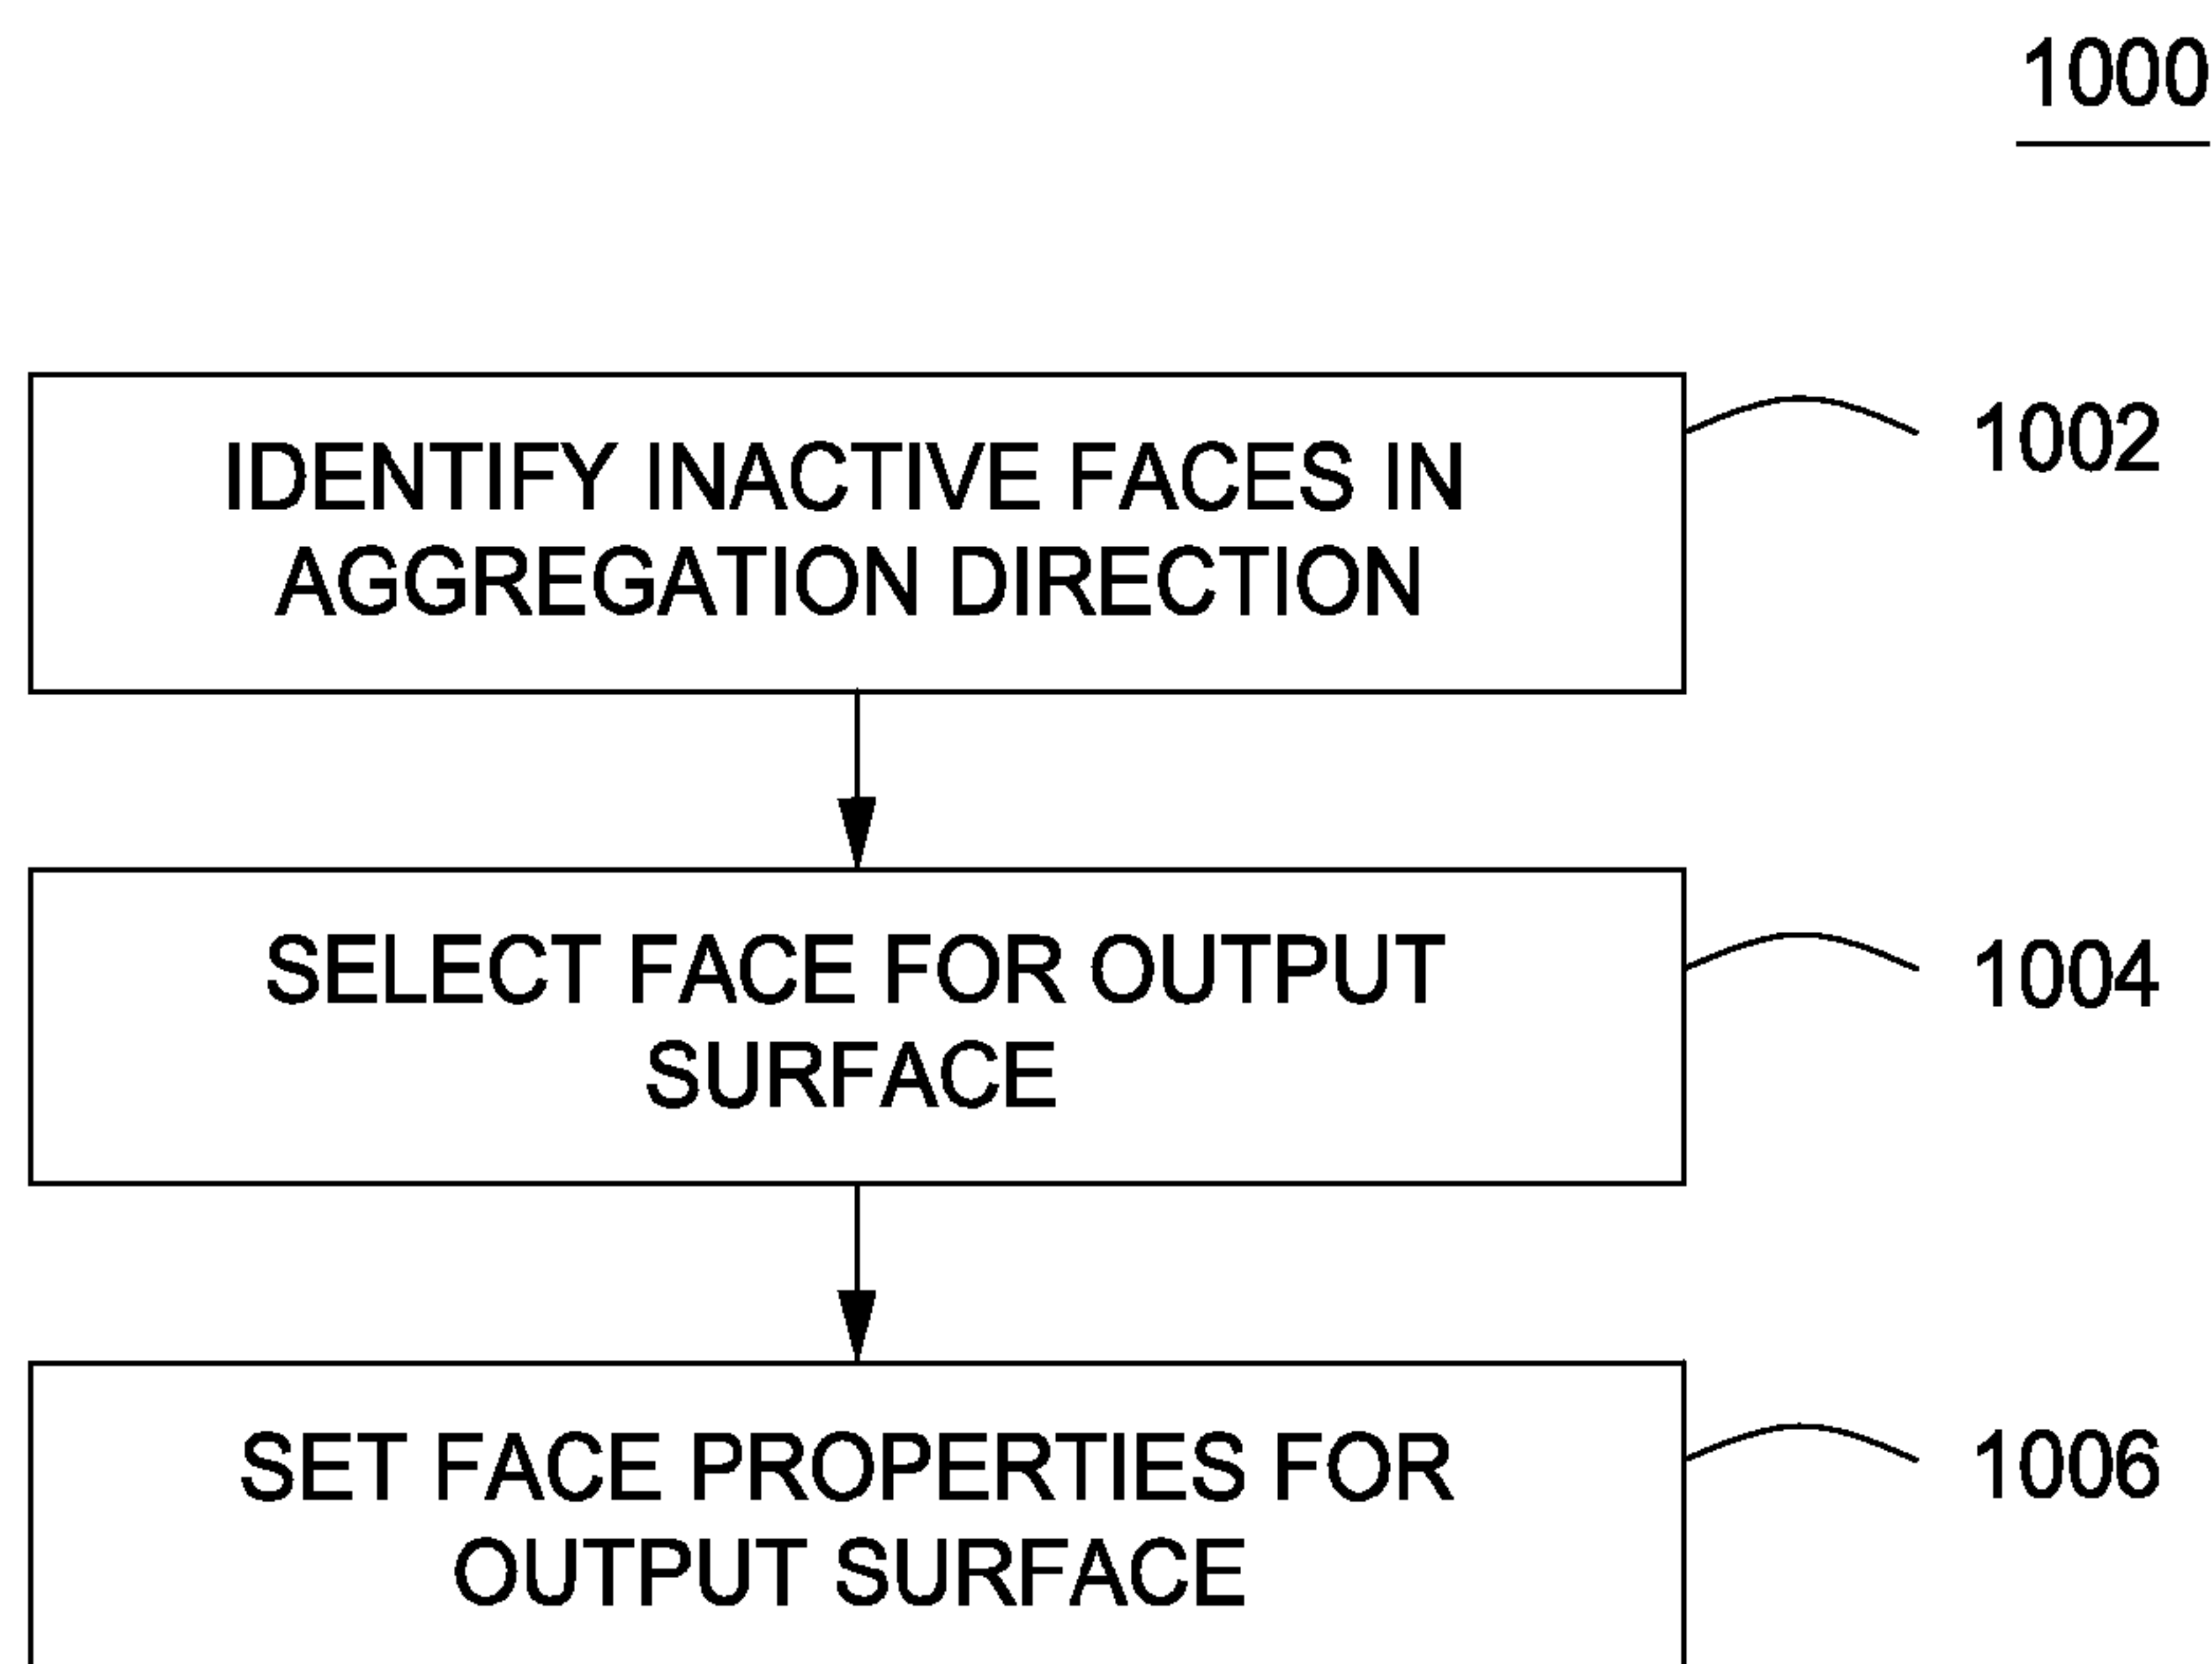 1000
IDENTIFY INACTIVE FACES IN
AGGREGATION DIRECTION
1002
SELECT FACE FOR OUTPUT
SURFACE
1004
SET FACE PROPERTIES FOR
OUTPUT SURFACE
1006